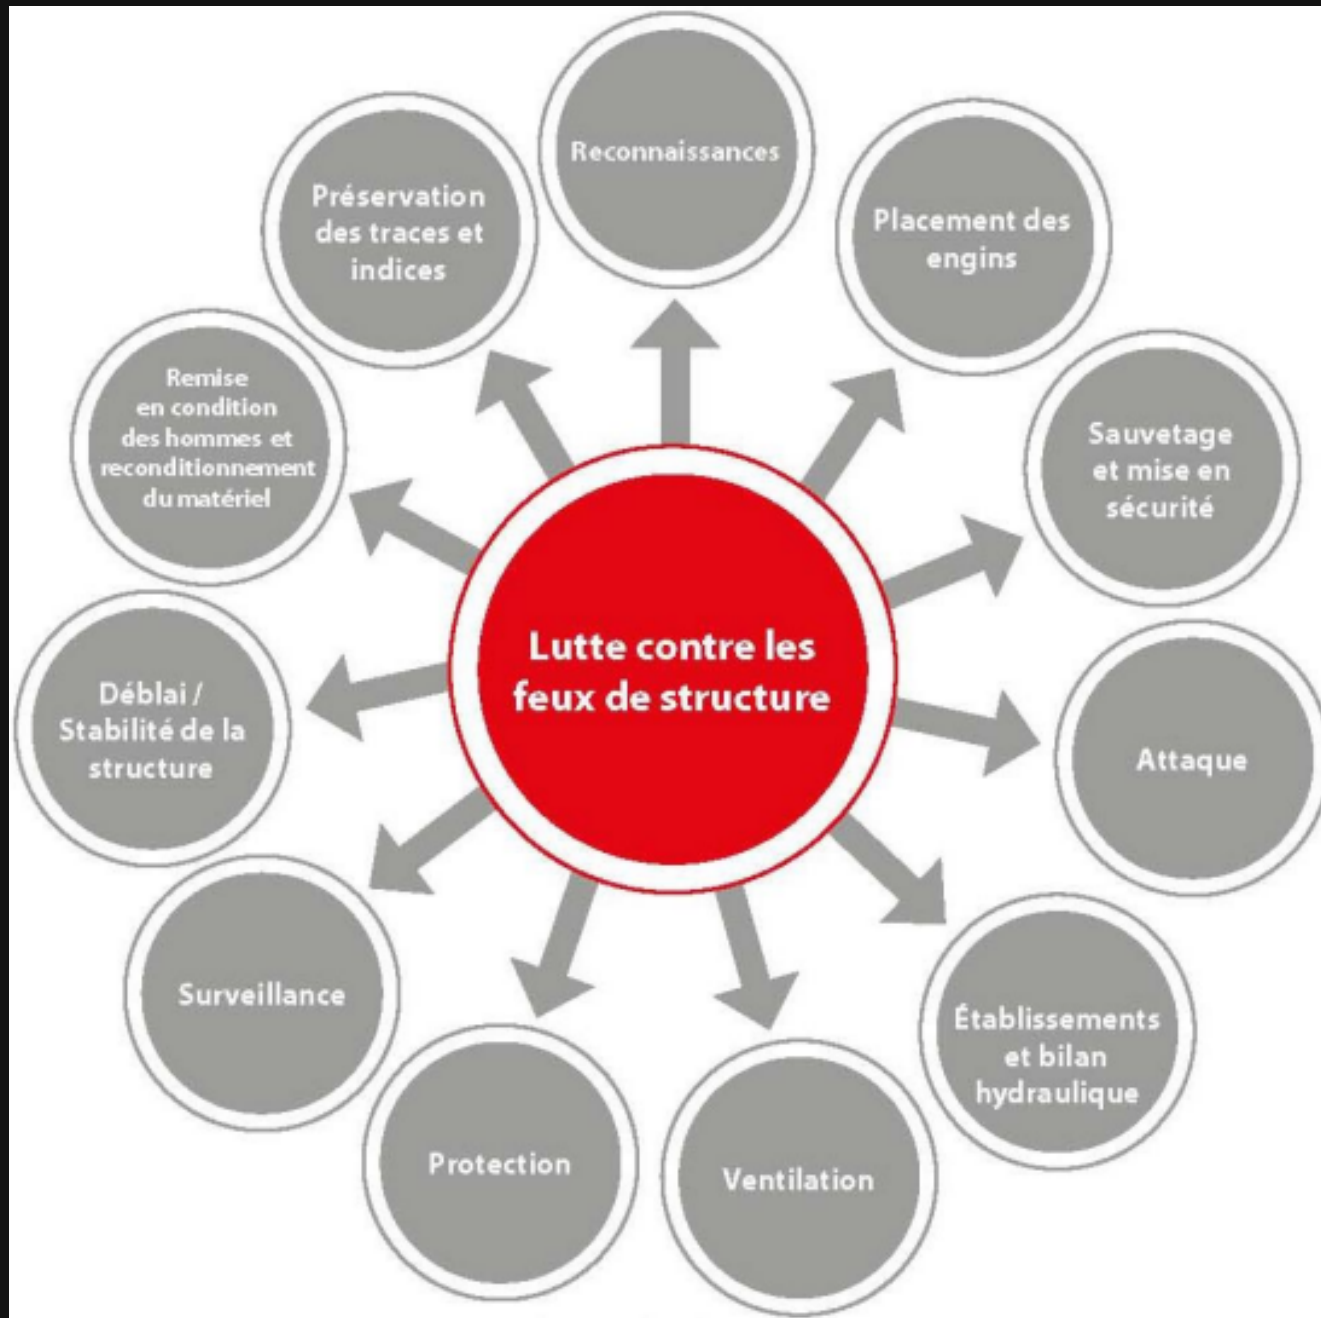 Reconnaissances
Placement des
engins
Sauvetage
et mise en
sécurité
Attaque
Établissements
et bilan
hydraulique
Ventilation
Protection
Surveillance
Déblai /
Stabilité de la
structure
Remise
en condition
des hommes et
reconditionnement
du matériel
Préservation
des traces et
indices
Lutte contre les
feux de structure